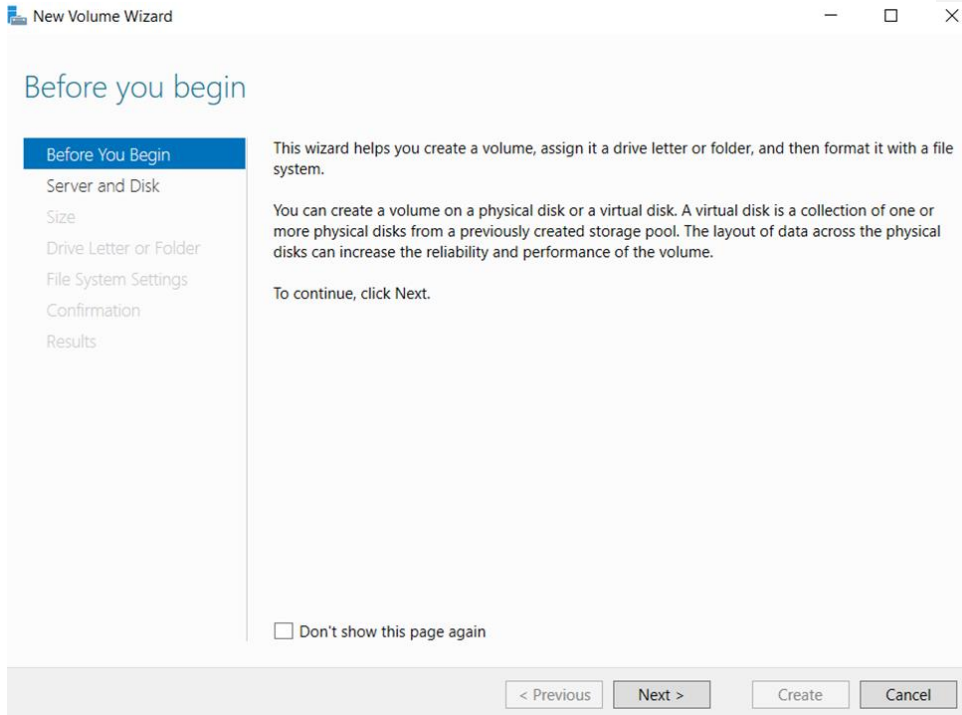 New Volume Wizard
Before you begin
Before You Begin
Server and Disk
Size
Drive Letter or Folder
File System Settings
Confirmation
Results
This wizard helps you create a volume, assign it a drive letter or folder, and then format it with a file
system.
You can create a volume on a physical disk or a virtual disk. A virtual disk is a collection of one or
more physical disks from a previously created storage pool. The layout of data across the physical
disks can increase the reliability and performance of the volume.
To continue, click Next.
Don't show this page again
< Previous
Next >
Create
Cancel